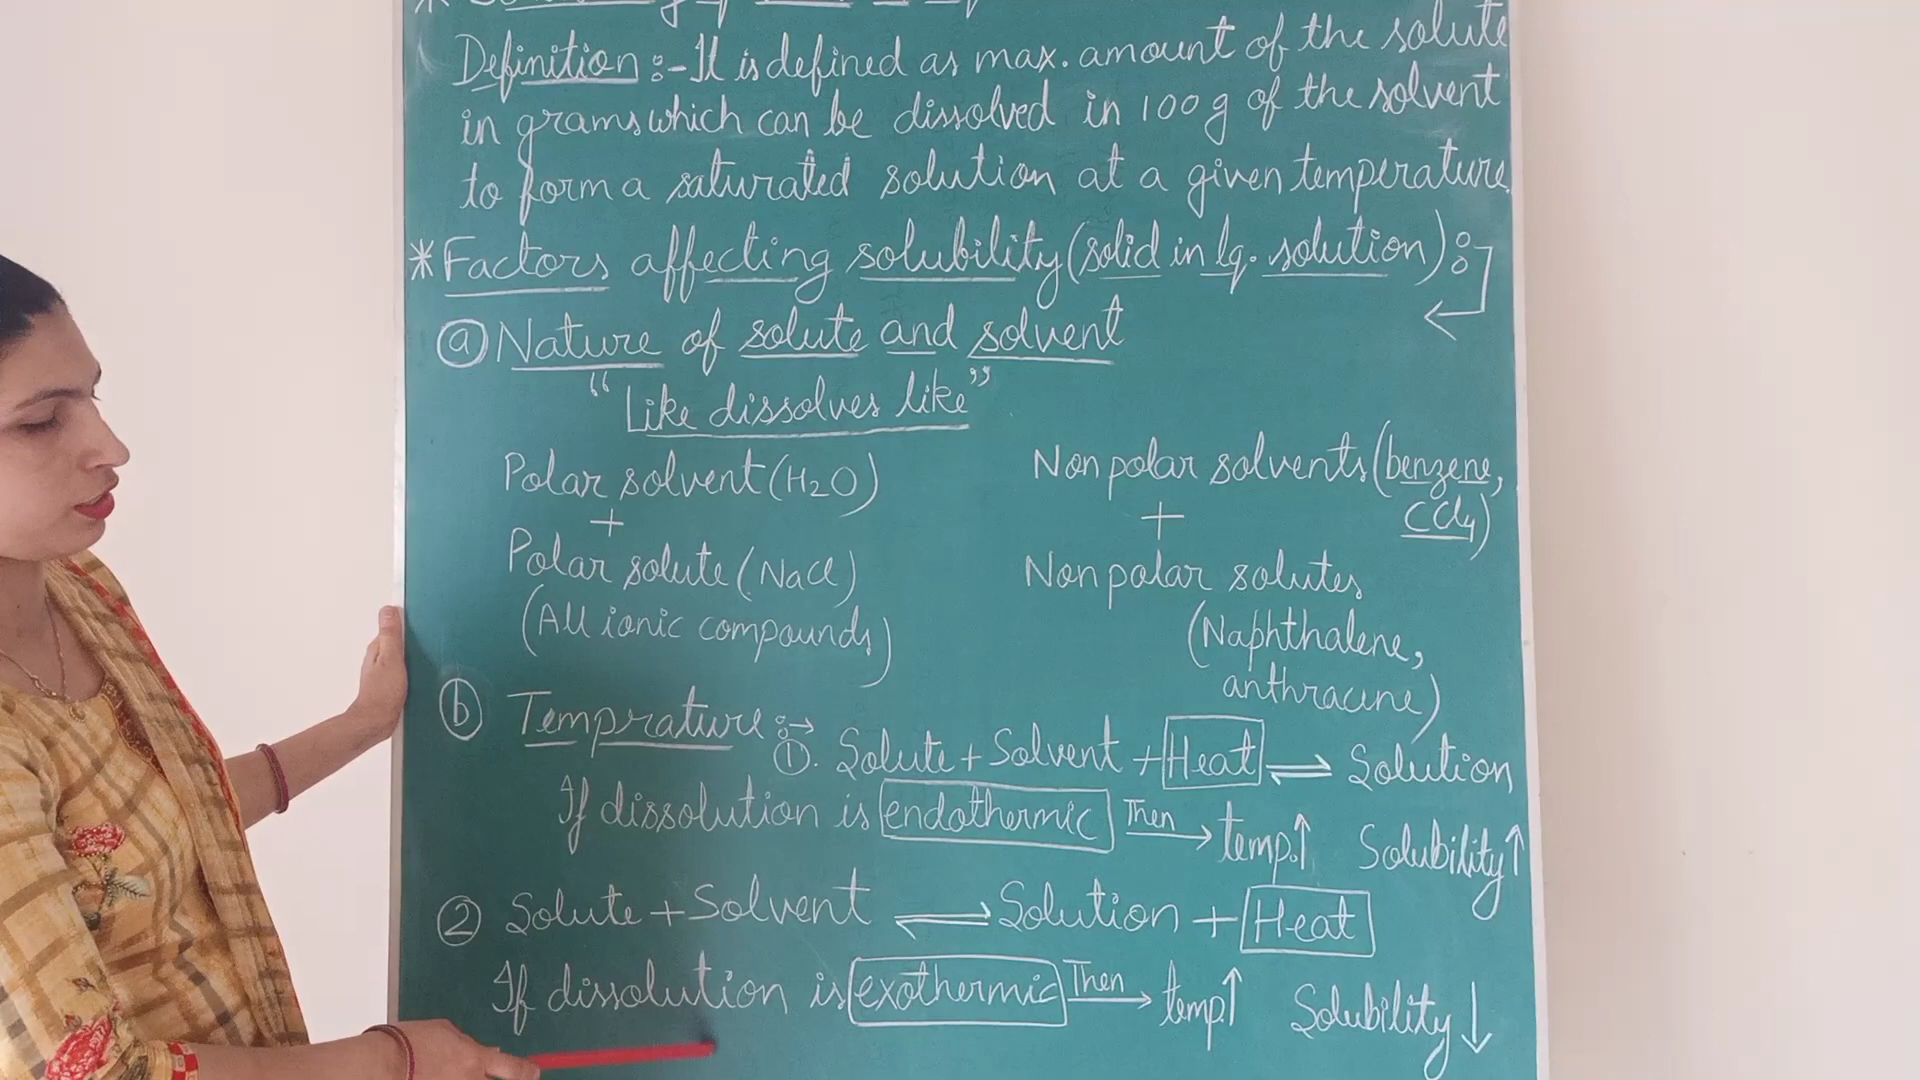 Definition :- It is defined as max. amount of the solute
in grams which can be dissolved in 100g of the solvent
to form a saturated solution at a given temperature.
* Factors affecting solubility (solid in lq. solution) :
(a) Nature of solute and solvent
"Like dissolves like"
Polar solvent (H2O)
+
Polar solute (NaCl)
(All ionic compounds)
Non polar solvents (benzene,
CCl4)
+
Non polar solutes
(Naphthalene,
anthracene)
(b) Temprature :→
①. Solute + Solvent + Heat ⇌ Solution
If dissolution is endothermic Then → temp.↑ Solubility↑
② Solute + Solvent ⇌ Solution + Heat
If dissolution is exothermic Then → temp↑ Solubility↓